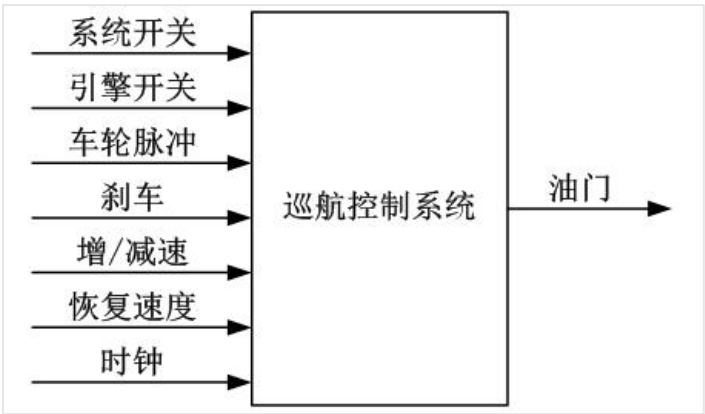 系统开关
引擎开关
车轮脉冲
刹车
增/减速
恢复速度
时钟
巡航控制系统
油门